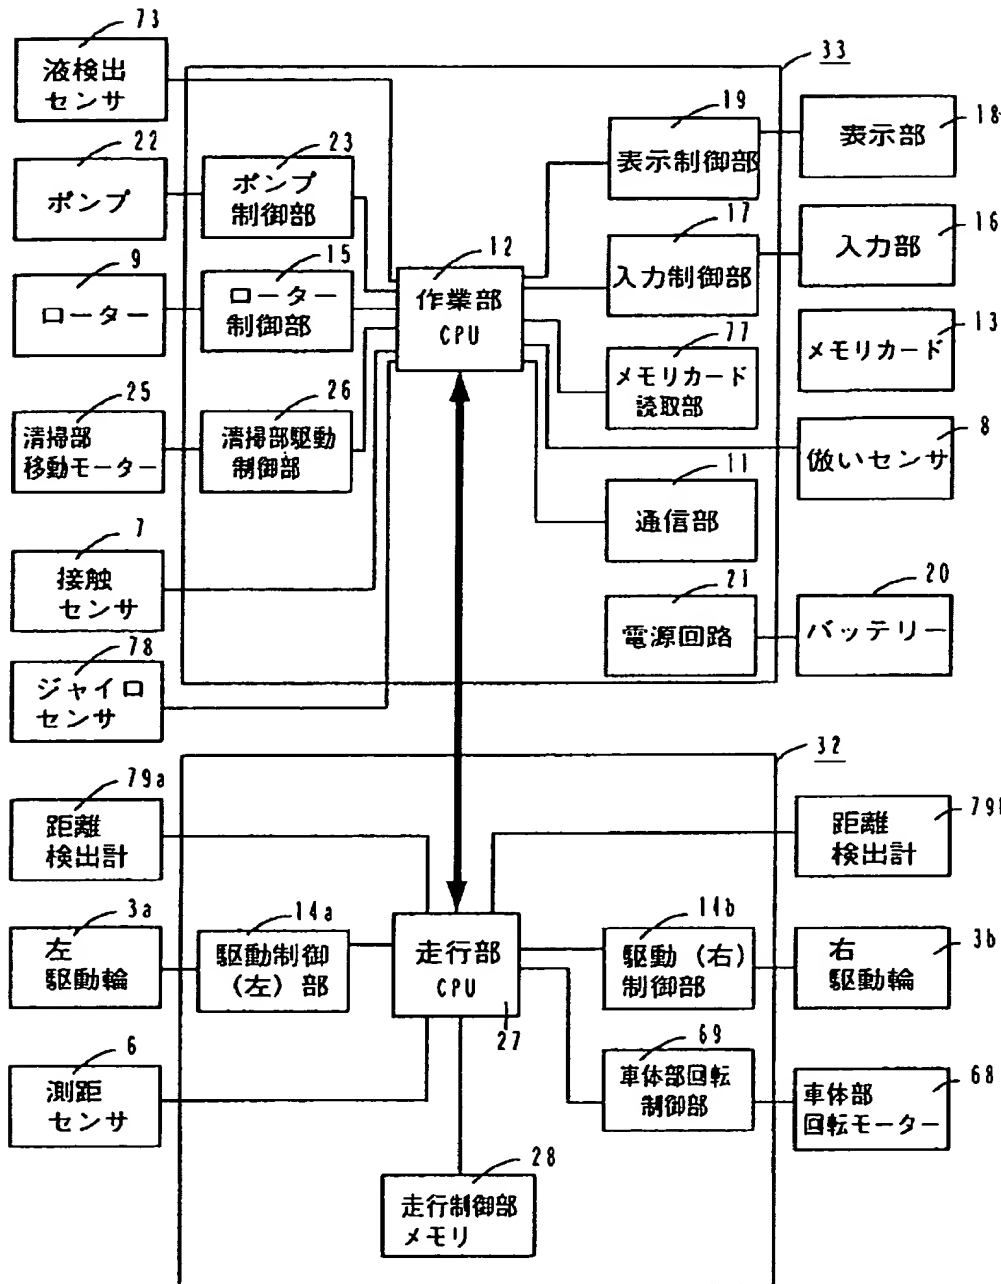 73
液検出
センサ
33
19
表示制御部
18
表示部
22
ポンプ
23
ポンプ
制御部
17
入力制御部
16
入力部
9
ローター
15
ローター
制御部
12
作業部
CPU
77
メモリカード
読取部
13
メモリカード
25
清掃部
移動モーター
26
清掃部駆動
制御部
8
倣いセンサ
11
通信部
7
接触
センサ
21
電源回路
20
バッテリー
78
ジャイロ
センサ
32
79a
距離
検出計
79
距離
検出計
3a
左
駆動輪
14a
駆動制御
(左)部
走行部
CPU
27
14b
駆動(右)
制御部
3b
右
駆動輪
6
測距
センサ
69
車体部回転
制御部
68
車体部
回転モーター
28
走行制御部
メモリ